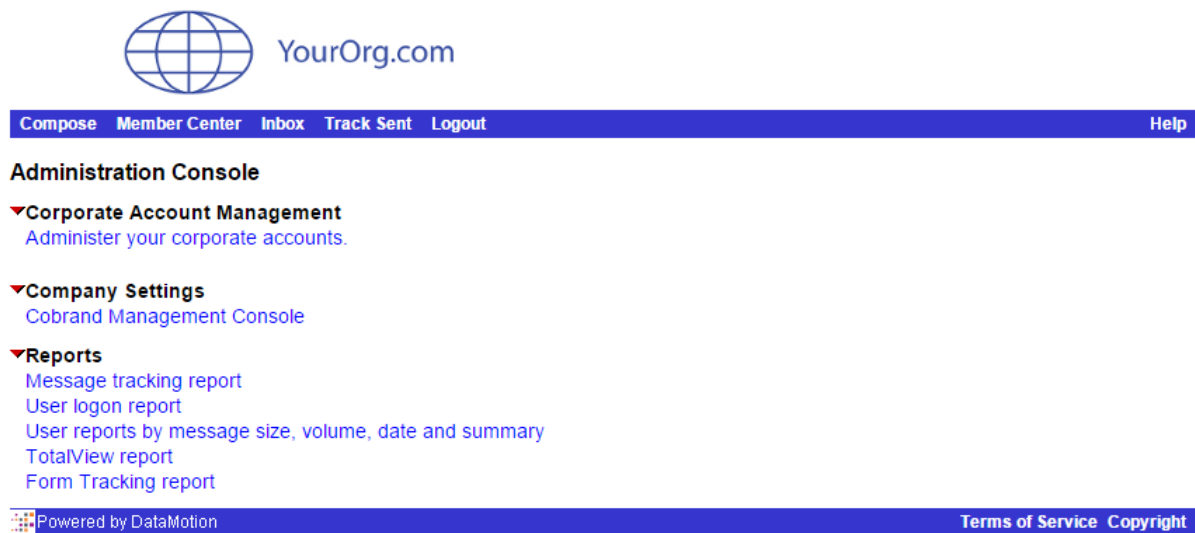 YourOrg.com
Compose Member Center Inbox Track Sent Logout Help
Administration Console
Corporate Account Management
Administer your corporate accounts.
Company Settings
Cobrand Management Console
Reports
Message tracking report
User logon report
User reports by message size, volume, date and summary
TotalView report
Form Tracking report
Powered by DataMotion Terms of Service Copyright